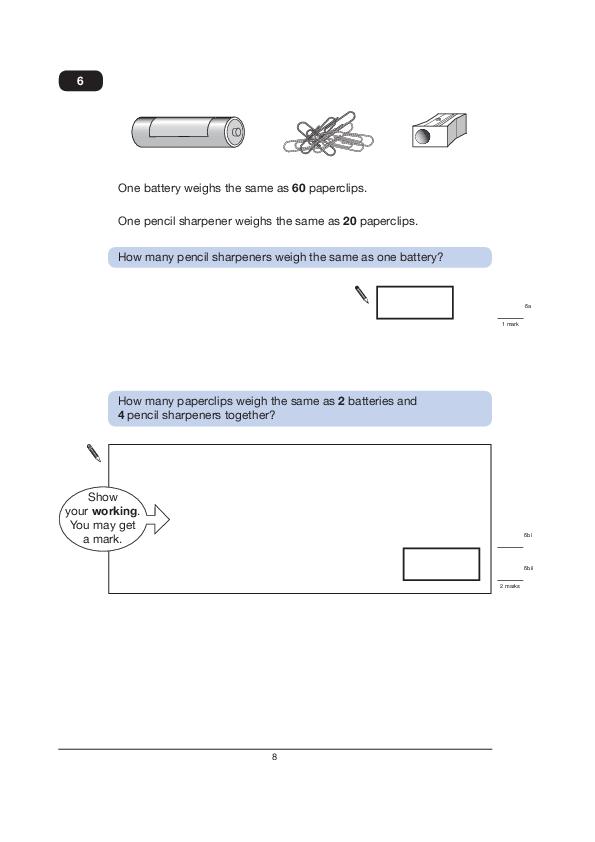 6
One battery weighs the same as 60 paperclips.
One pencil sharpener weighs the same as 20 paperclips.
How many pencil sharpeners weigh the same as one battery?
6a
1 mark
How many paperclips weigh the same as 2 batteries and
4 pencil sharpeners together?
Show
your working.
You may get
a mark.
6bi
6bii
2 marks
8